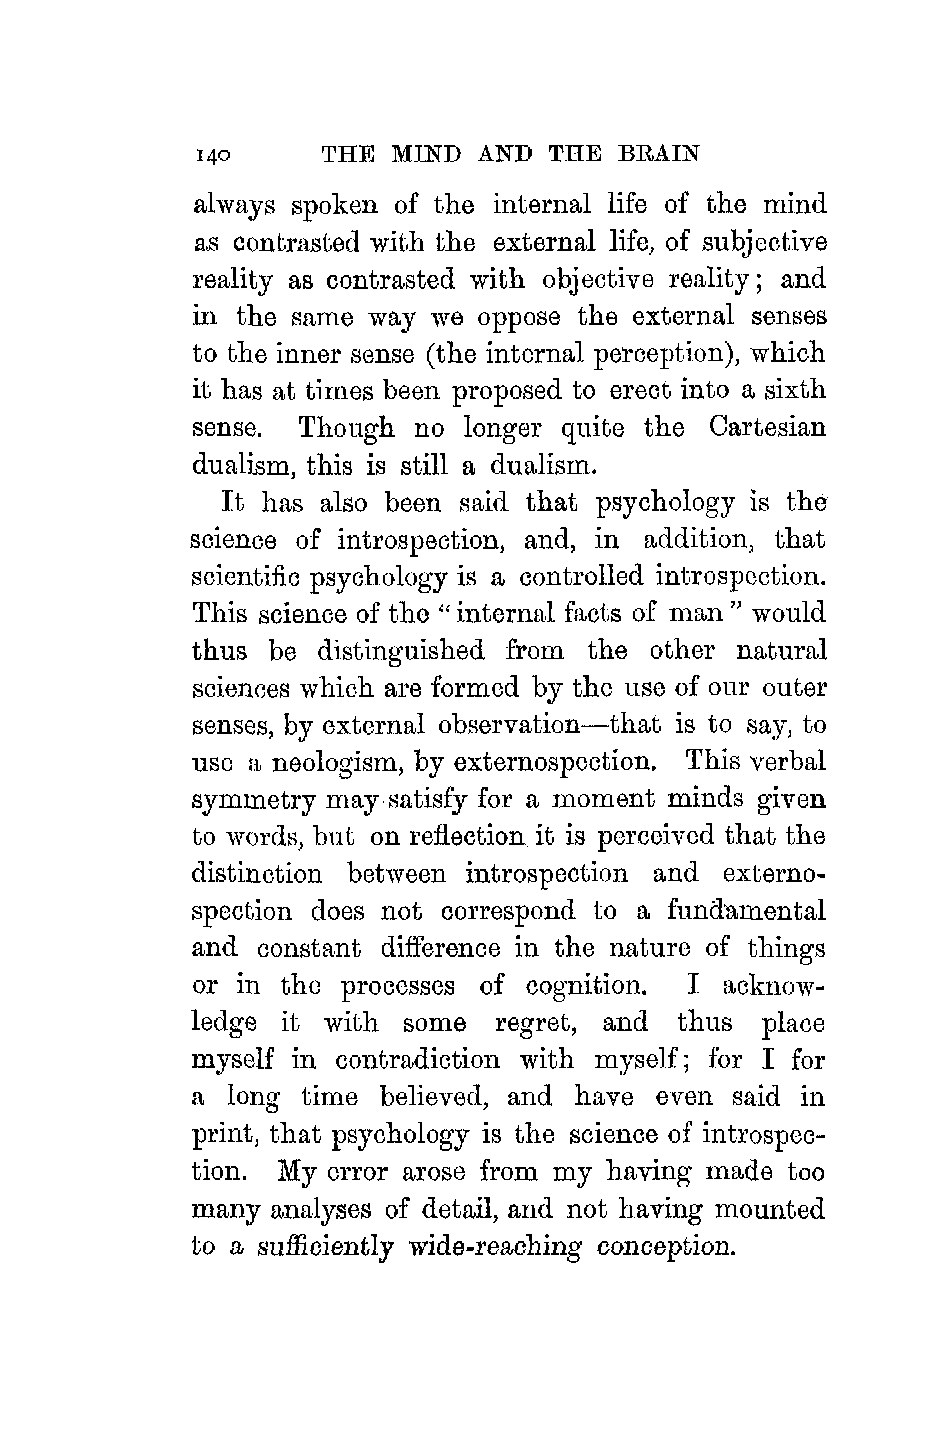 140 THE MIND AND THE BRAIN
always spoken of the internal life of the mind
as contrasted with the external life, of subjective
reality as contrasted with objective reality; and
in the same way we oppose the external senses
to the inner sense (the internal perception), which
it has at times been proposed to erect into a sixth
sense. Though no longer quite the Cartesian
dualism, this is still a dualism.
It has also been said that psychology is the
science of introspection, and, in addition, that
scientific psychology is a controlled introspection.
This science of the “internal facts of man” would
thus be distinguished from the other natural
sciences which are formed by the use of our outer
senses, by external observation—that is to say, to
use a neologism, by externospection. This verbal
symmetry may satisfy for a moment minds given
to words, but on reflection it is perceived that the
distinction between introspection and externo-
spection does not correspond to a fundamental
and constant difference in the nature of things
or in the processes of cognition. I acknow-
ledge it with some regret, and thus place
myself in contradiction with myself; for I for
a long time believed, and have even said in
print, that psychology is the science of introspec-
tion. My error arose from my having made too
many analyses of detail, and not having mounted
to a sufficiently wide-reaching conception.